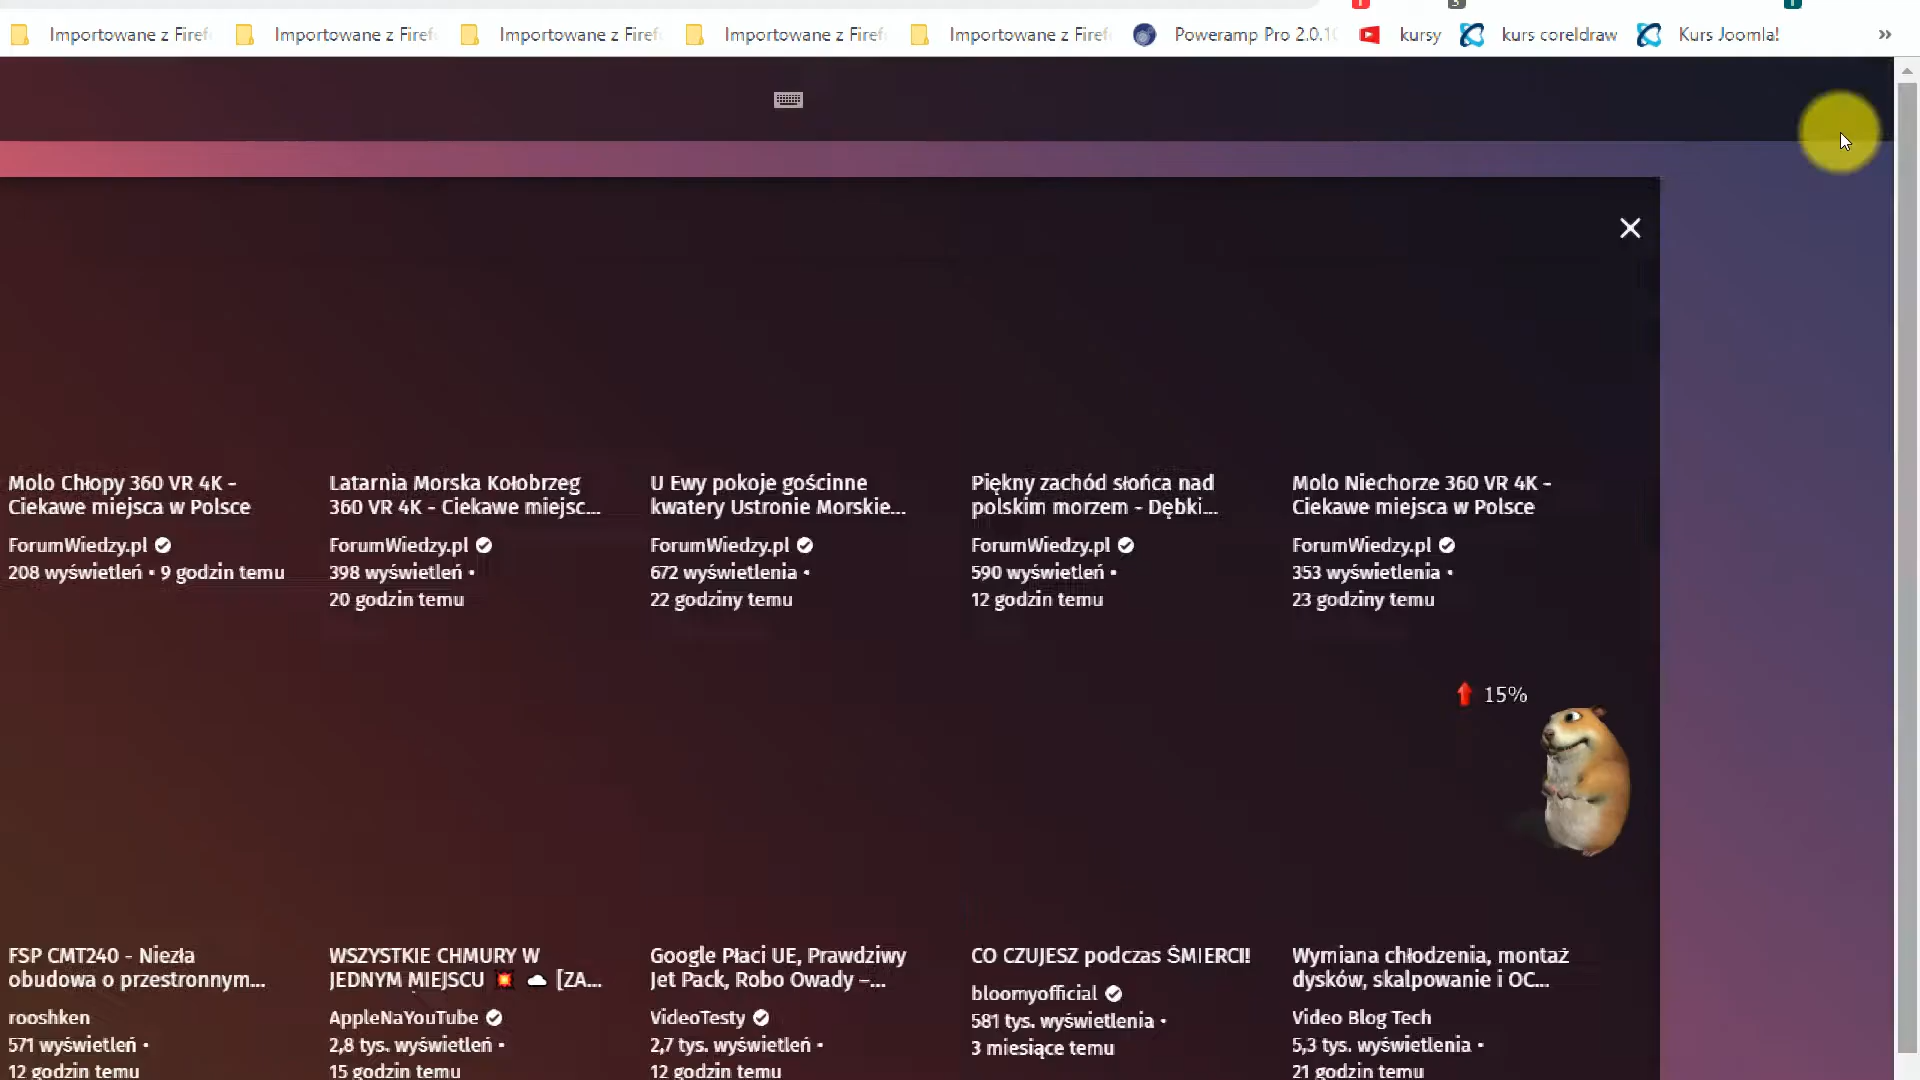 Importowane z Firef Importowane z Firef Importowane z Firef Importowane z Firef Importowane z Firef Poweramp Pro 2.0.10 kursy kurs coreldraw Kurs Joomla! »
Molo Chłopy 360 VR 4K -
Ciekawe miejsca w Polsce
ForumWiedzy.pl
208 wyświetleń • 9 godzin temu
Latarnia Morska Kołobrzeg
360 VR 4K - Ciekawe miejsc...
ForumWiedzy.pl
398 wyświetleń •
20 godzin temu
U Ewy pokoje gościnne
kwatery Ustronie Morskie...
ForumWiedzy.pl
672 wyświetlenia •
22 godziny temu
Piękny zachód słońca nad
polskim morzem - Dębki...
ForumWiedzy.pl
590 wyświetleń •
12 godzin temu
Molo Niechorze 360 VR 4K -
Ciekawe miejsca w Polsce
ForumWiedzy.pl
353 wyświetlenia •
23 godziny temu
15%
FSP CMT240 - Niezła
obudowa o przestronnym...
rooshken
571 wyświetleń •
12 godzin temu
WSZYSTKIE CHMURY W
JEDNYM MIEJSCU 💥 ☁ [ZA...
AppleNaYouTube
2,8 tys. wyświetleń •
15 godzin temu
Google Płaci UE, Prawdziwy
Jet Pack, Robo Owady –...
VideoTesty
2,7 tys. wyświetleń •
12 godzin temu
CO CZUJESZ podczas ŚMIERCI!
bloomyofficial
581 tys. wyświetlenia •
3 miesiące temu
Wymiana chłodzenia, montaż
dysków, skalpowanie i OC...
Video Blog Tech
5,3 tys. wyświetlenia •
21 godzin temu